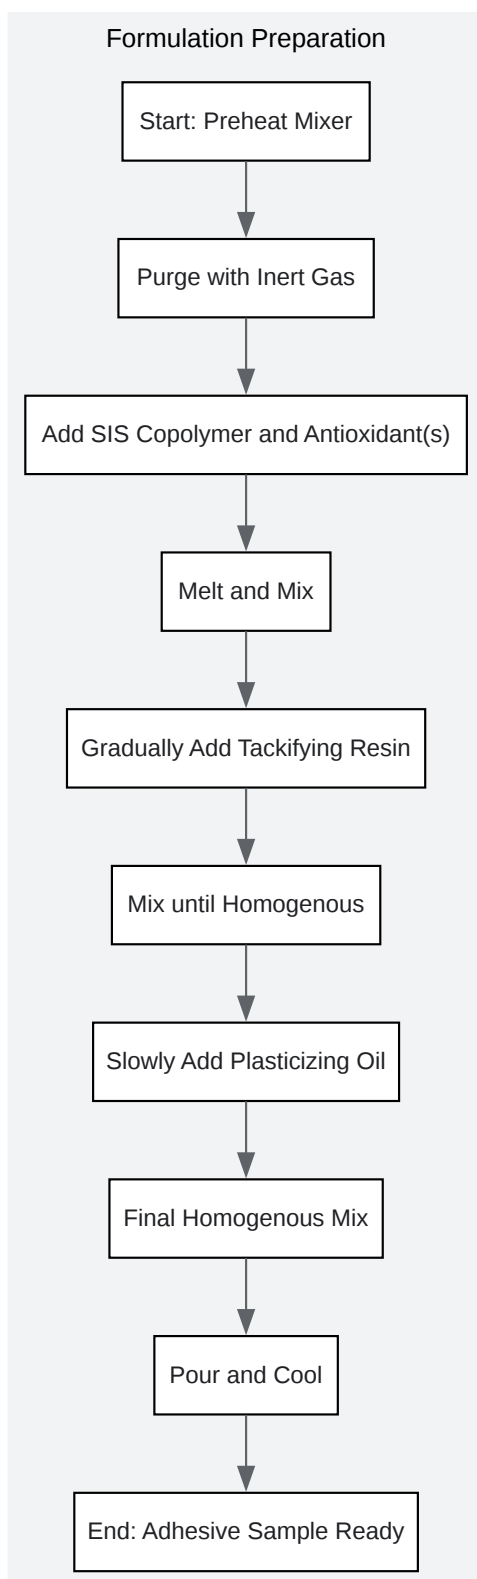 Formulation Preparation
Start: Preheat Mixer
Purge with Inert Gas
Add SIS Copolymer and Antioxidant(s)
Melt and Mix
Gradually Add Tackifying Resin
Mix until Homogenous
Slowly Add Plasticizing Oil
Final Homogenous Mix
Pour and Cool
End: Adhesive Sample Ready